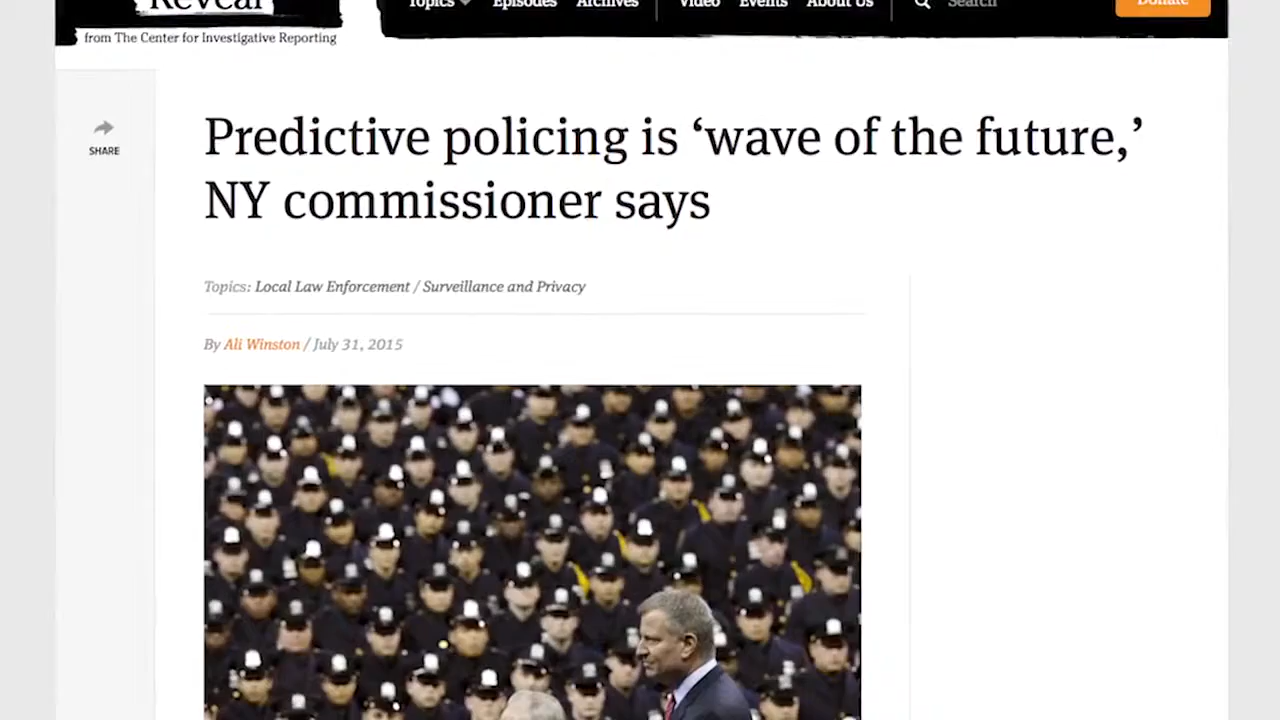 Reveal
Topics Episodes Archives Video Events About Us Search Donate
from The Center for Investigative Reporting
SHARE
Predictive policing is ‘wave of the future,’
NY commissioner says
Topics: Local Law Enforcement / Surveillance and Privacy
By Ali Winston / July 31, 2015